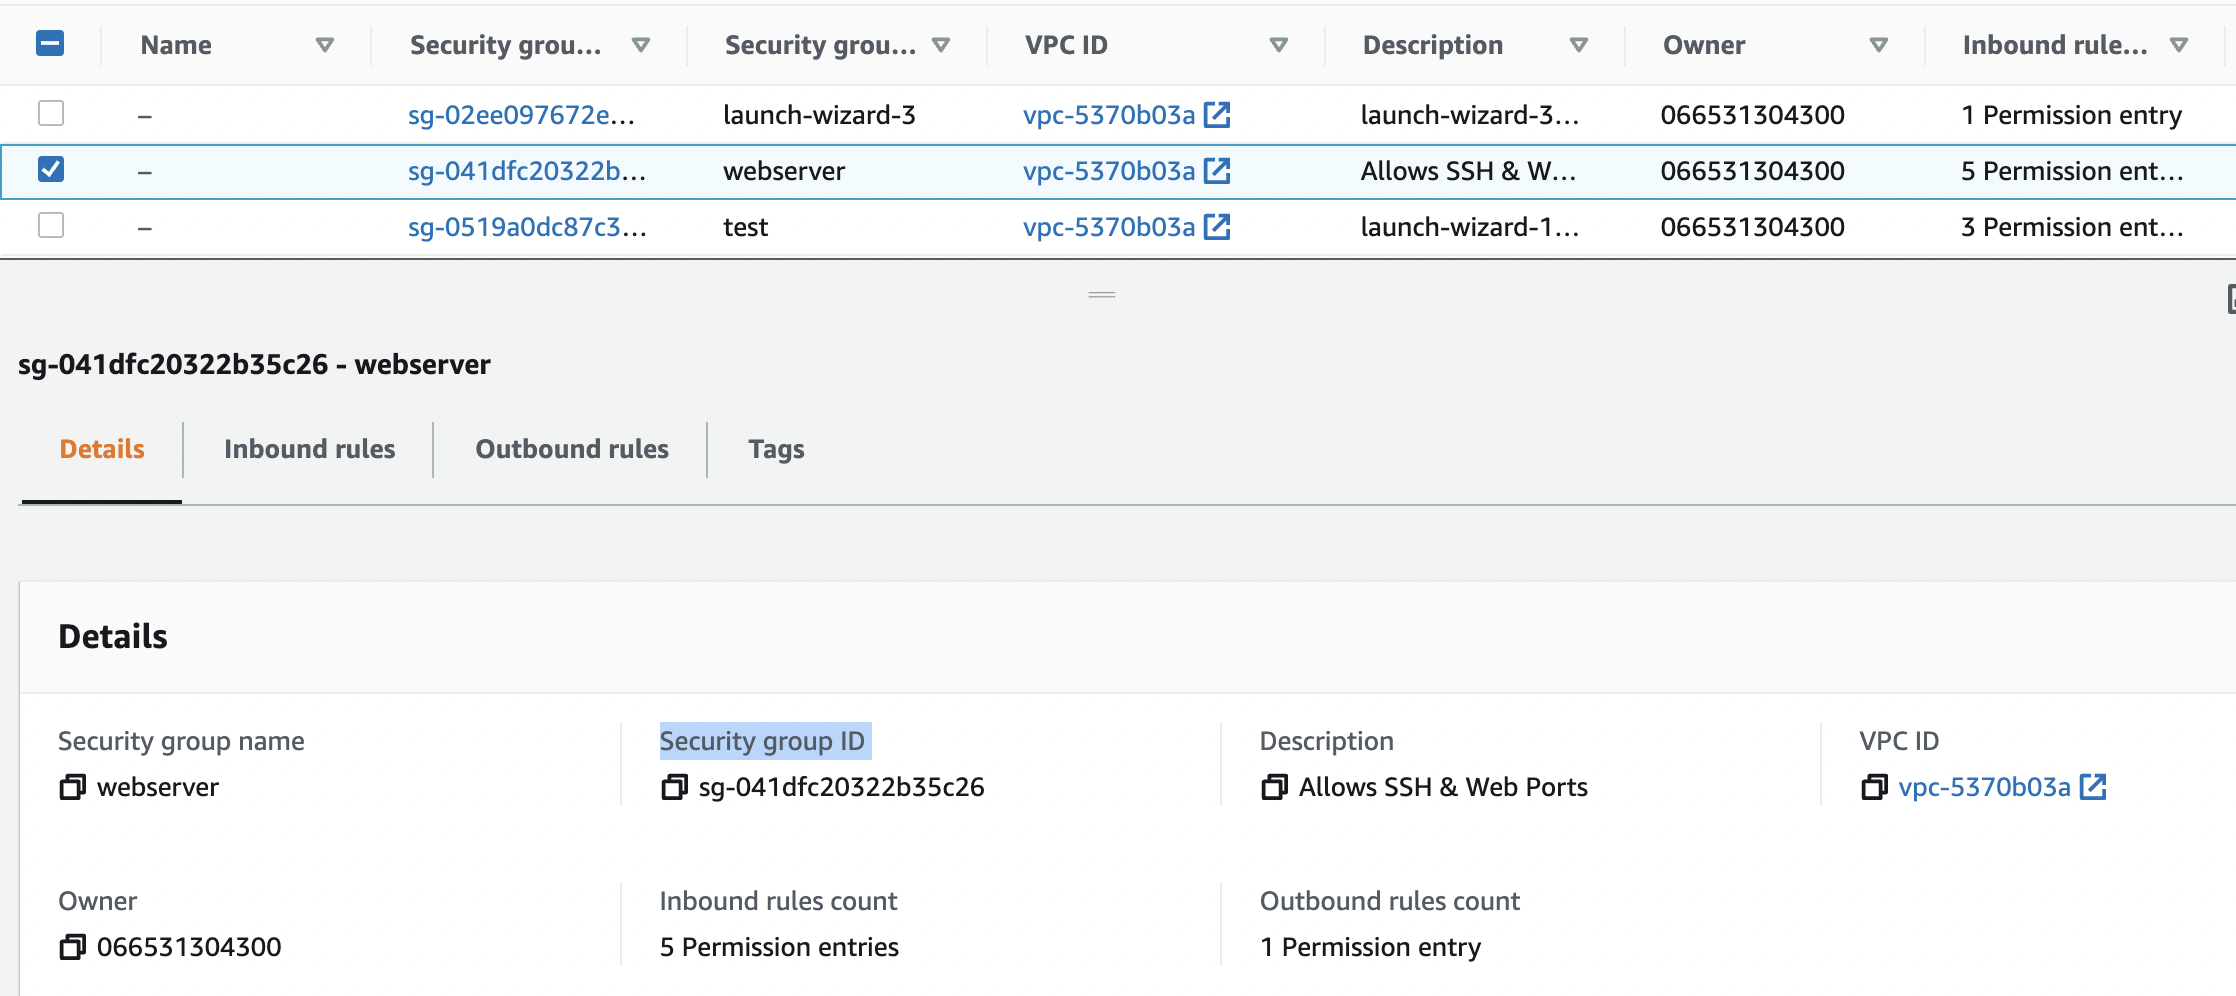 Name Security grou... Security grou... VPC ID Description Owner Inbound rule...
– sg-02ee097672e... launch-wizard-3 vpc-5370b03a launch-wizard-3... 066531304300 1 Permission entry
– sg-041dfc20322b... webserver vpc-5370b03a Allows SSH & W... 066531304300 5 Permission ent...
– sg-0519a0dc87c3... test vpc-5370b03a launch-wizard-1... 066531304300 3 Permission ent...
sg-041dfc20322b35c26 - webserver
Details Inbound rules Outbound rules Tags
Details
Security group name Security group ID Description VPC ID
webserver sg-041dfc20322b35c26 Allows SSH & Web Ports vpc-5370b03a
Owner Inbound rules count Outbound rules count
066531304300 5 Permission entries 1 Permission entry